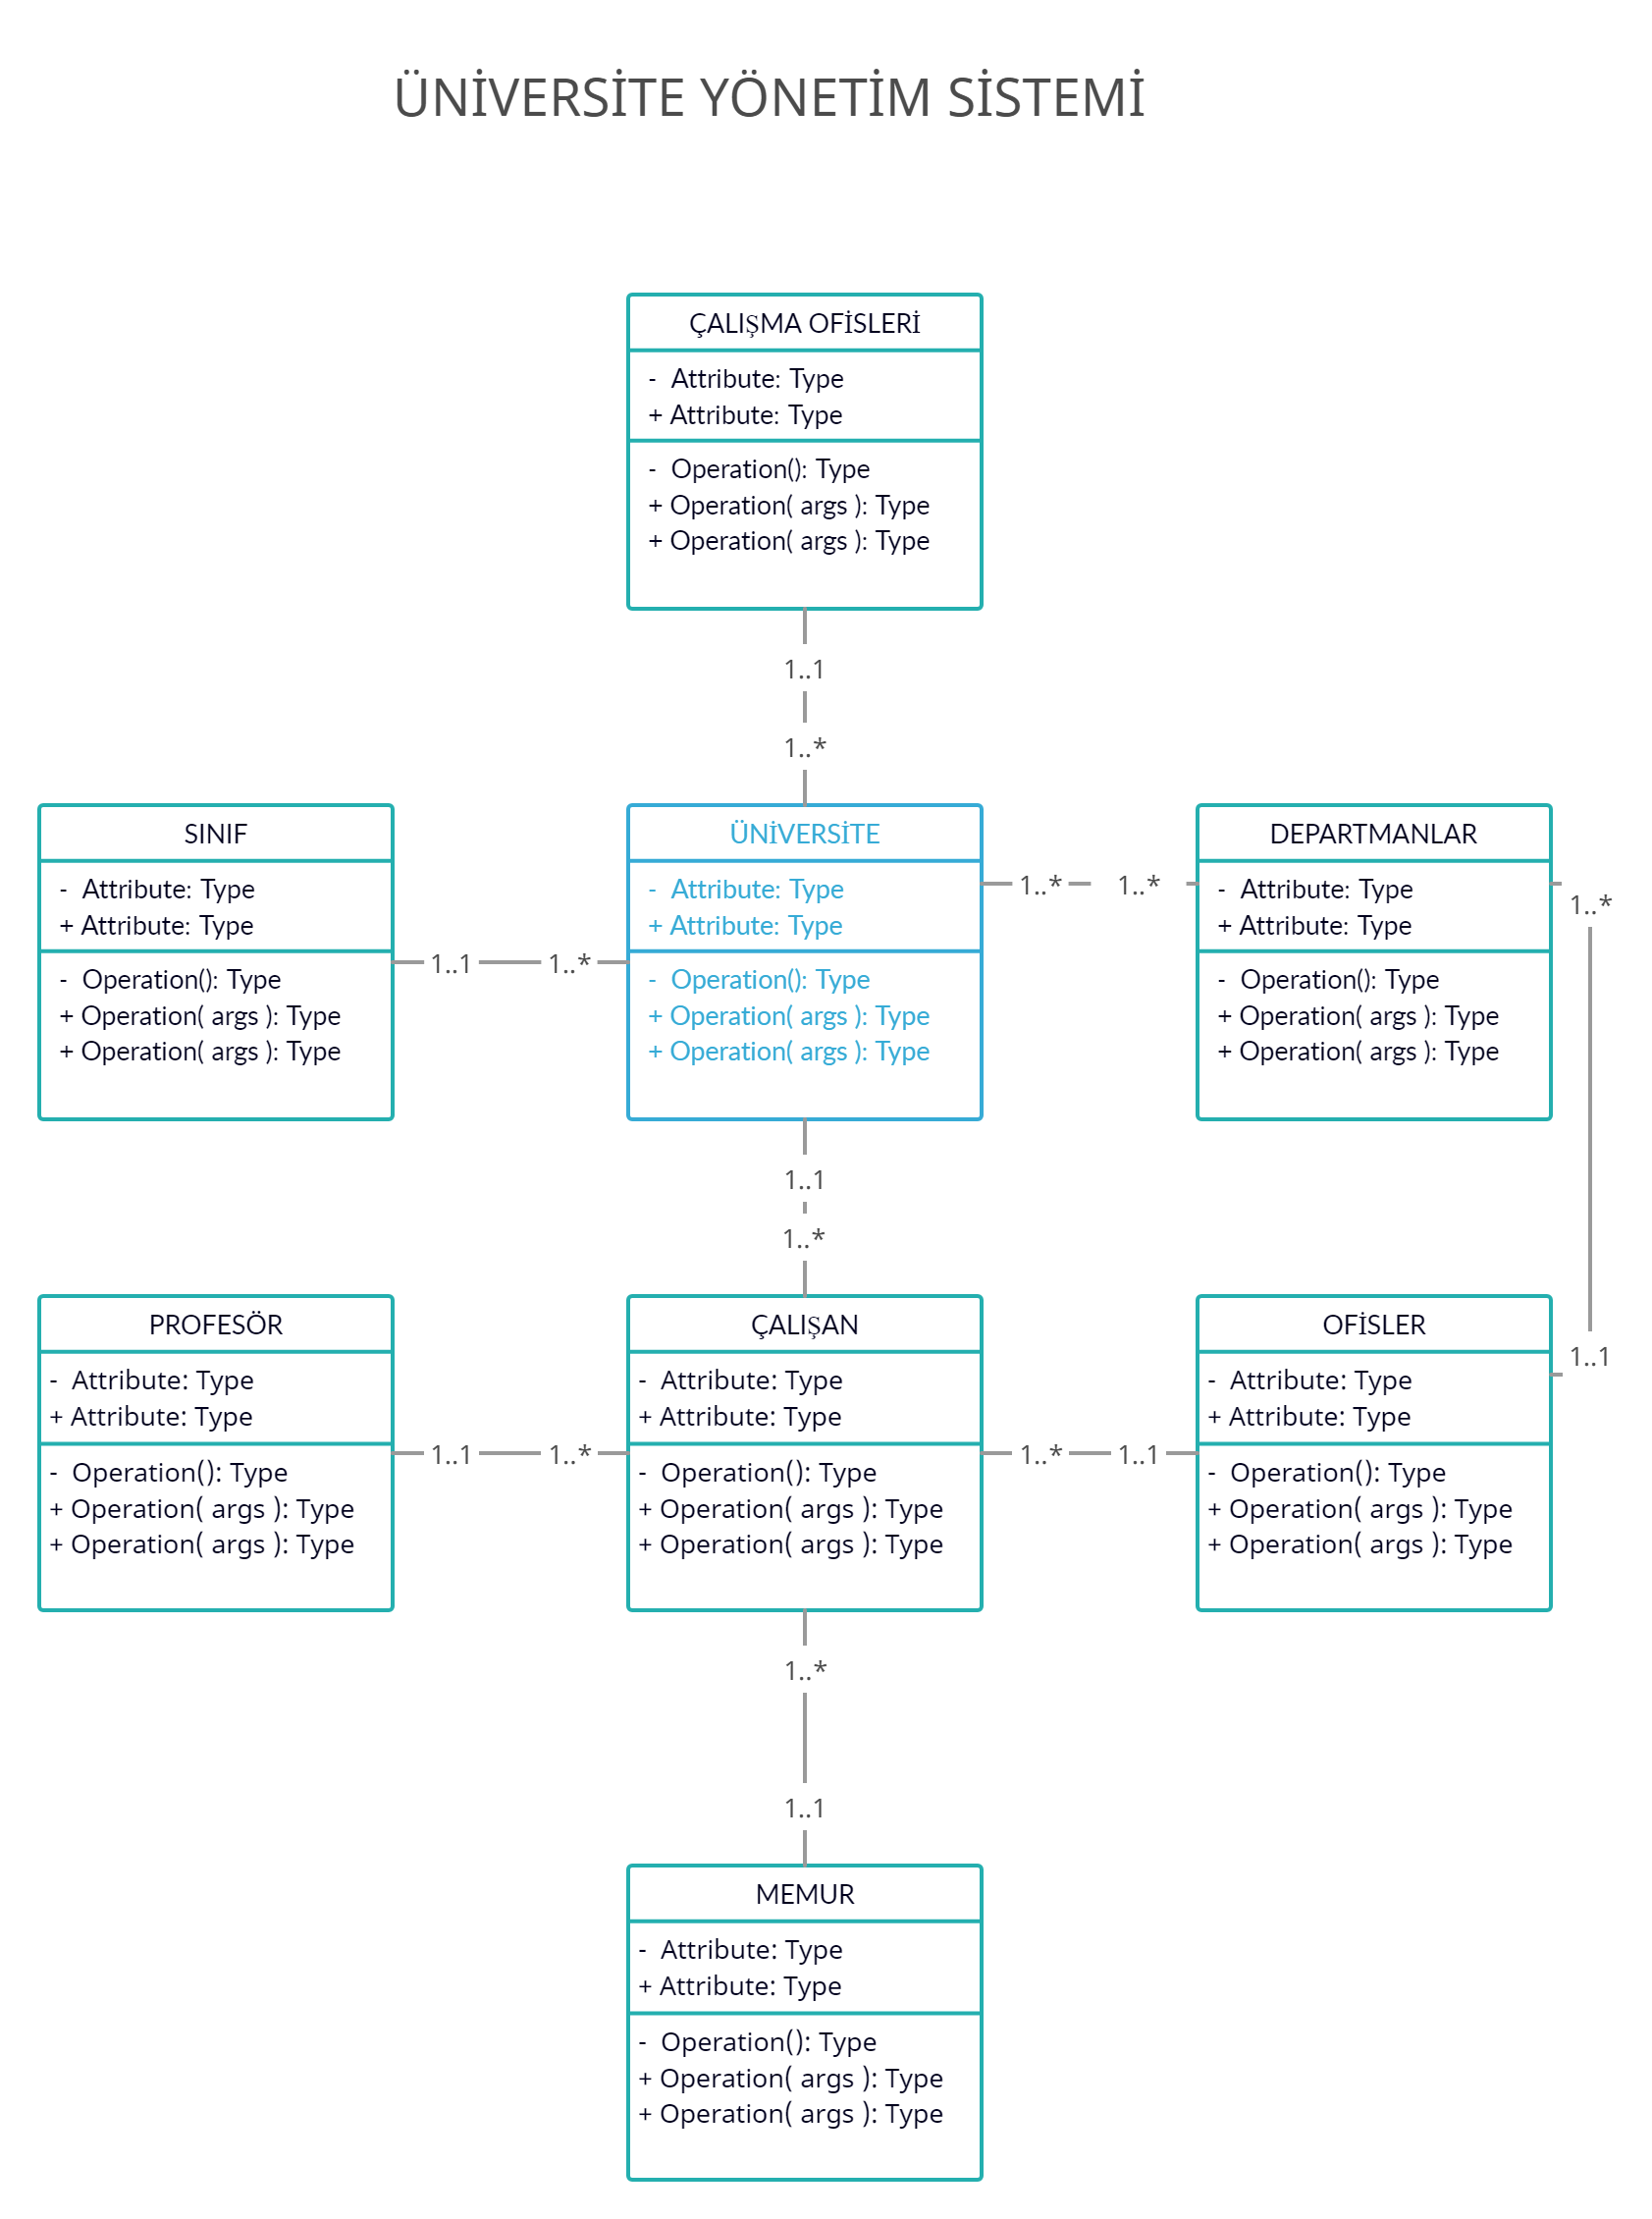 ÜNİVERSİTE YÖNETİM SİSTEMİ
ÇALIŞMA OFİSLERİ
- Attribute: Type
+ Attribute: Type
- Operation(): Type
+ Operation( args ): Type
+ Operation( args ): Type
1..1
1..*
SINIF
- Attribute: Type
+ Attribute: Type
- Operation(): Type
+ Operation( args ): Type
+ Operation( args ): Type
1..1
1..*
ÜNİVERSİTE
- Attribute: Type
+ Attribute: Type
- Operation(): Type
+ Operation( args ): Type
+ Operation( args ): Type
1..*
1..*
DEPARTMANLAR
- Attribute: Type
+ Attribute: Type
- Operation(): Type
+ Operation( args ): Type
+ Operation( args ): Type
1..*
1..1
1..1
1..*
PROFESÖR
- Attribute: Type
+ Attribute: Type
- Operation(): Type
+ Operation( args ): Type
+ Operation( args ): Type
1..1
1..*
ÇALIŞAN
- Attribute: Type
+ Attribute: Type
- Operation(): Type
+ Operation( args ): Type
+ Operation( args ): Type
1..*
1..1
OFİSLER
- Attribute: Type
+ Attribute: Type
- Operation(): Type
+ Operation( args ): Type
+ Operation( args ): Type
1..*
1..1
MEMUR
- Attribute: Type
+ Attribute: Type
- Operation(): Type
+ Operation( args ): Type
+ Operation( args ): Type